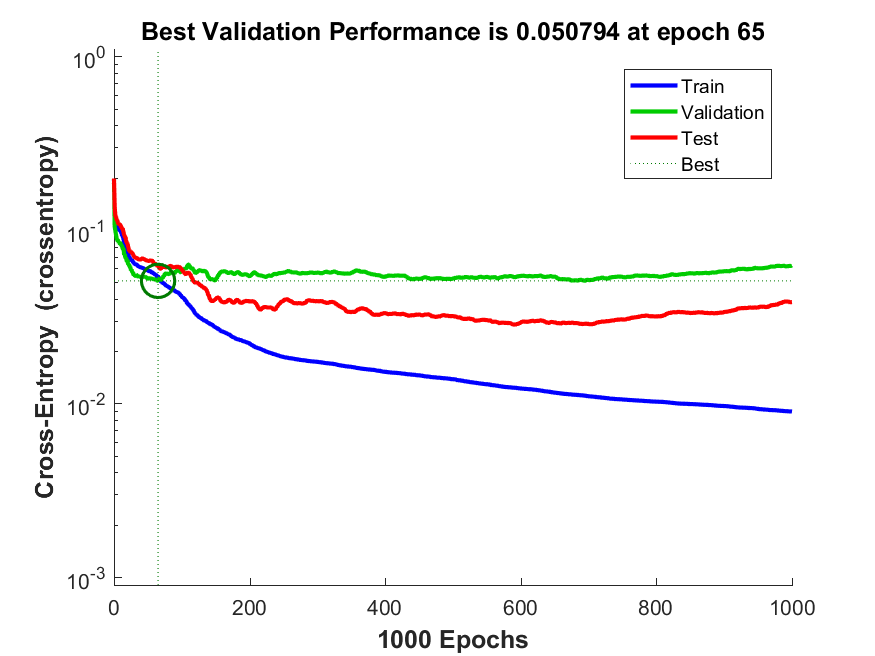 Best Validation Performance is 0.050794 at epoch 65
Cross-Entropy (crossentropy)
10^0
10^-1
10^-2
10^-3
Train
Validation
Test
Best
0 200 400 600 800 1000
1000 Epochs